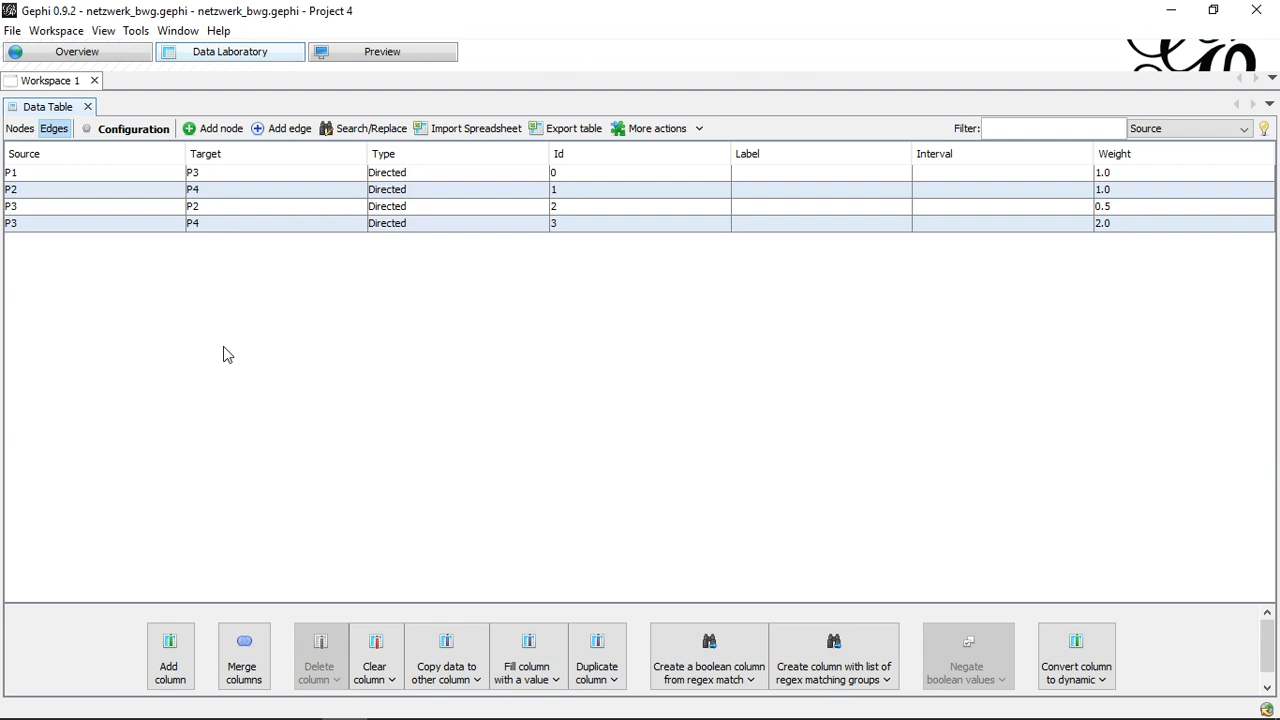 Gephi 0.9.2 - netzwerk_bwg.gephi - netzwerk_bwg.gephi - Project 4
File Workspace View Tools Window Help
Overview Data Laboratory Preview
Workspace 1
Data Table
Nodes Edges Configuration Add node Add edge Search/Replace Import Spreadsheet Export table More actions Filter: Source
Source Target Type Id Label Interval Weight
P1 P3 Directed 0 1.0
P2 P4 Directed 1 1.0
P3 P2 Directed 2 0.5
P3 P4 Directed 3 2.0
Add column
Merge columns
Delete column
Clear column
Copy data to other column
Fill column with a value
Duplicate column
Create a boolean column from regex match
Create column with list of regex matching groups
Negate boolean values
Convert column to dynamic